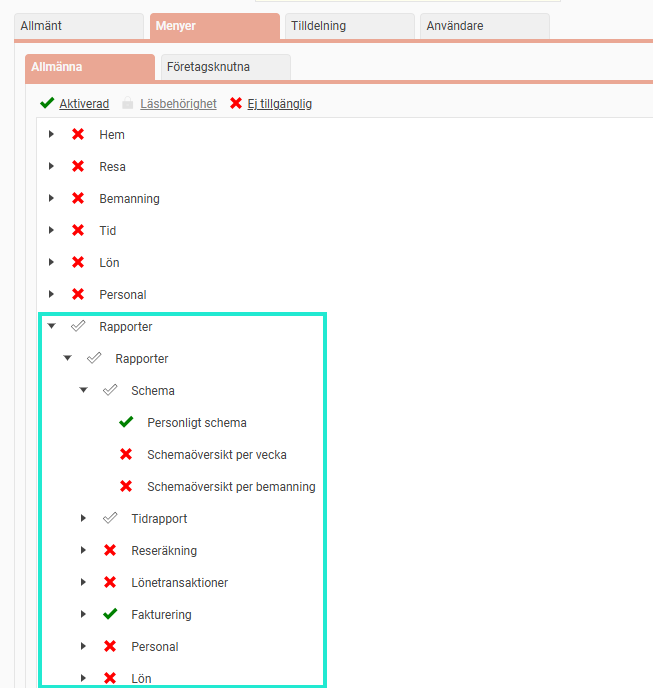 Allmänt Menyer Tilldelning Användare
Allmänna Företagsknutna
Aktiverad Läsbehörighet Ej tillgänglig
Hem
Resa
Bemanning
Tid
Lön
Personal
Rapporter
Rapporter
Schema
Personligt schema
Schemaöversikt per vecka
Schemaöversikt per bemanning
Tidrapport
Reseräkning
Lönetransaktioner
Fakturering
Personal
Lön